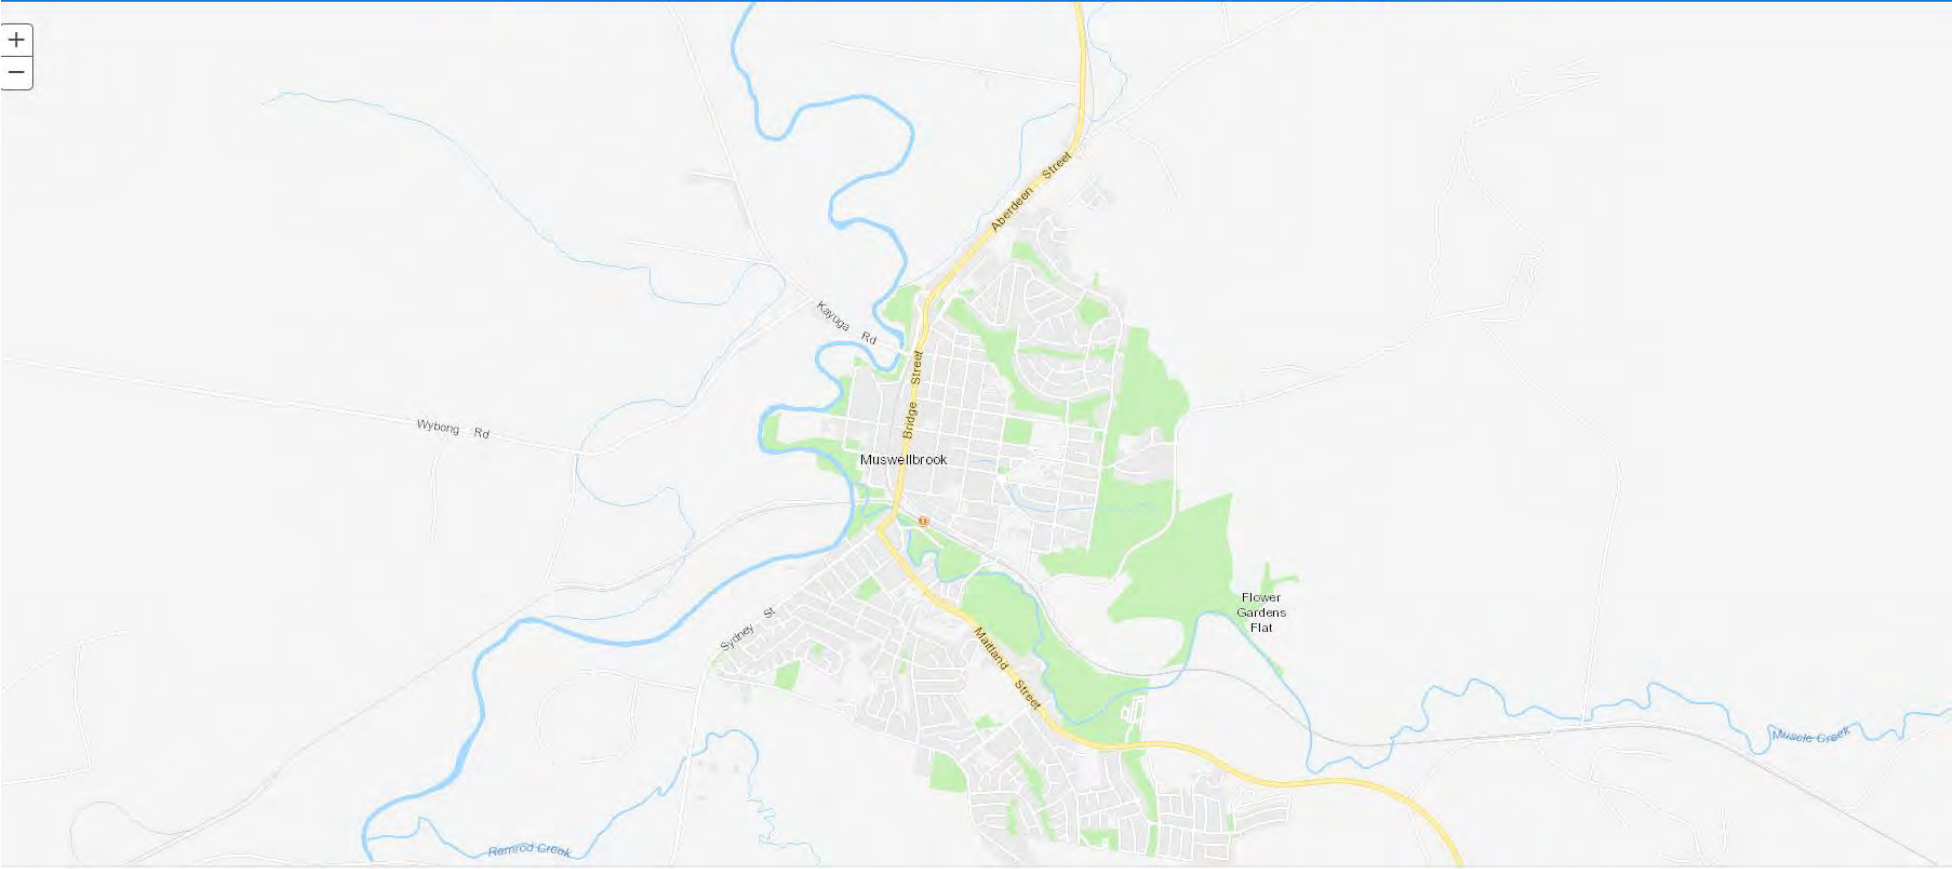 +
−
Aberdeen Street
Kayuga Rd
Bridge Street
Wybong Rd
Muswellbrook
Flower
Gardens
Flat
Sydney St
Maitland Street
Muscle Creek
Ramrod Creek